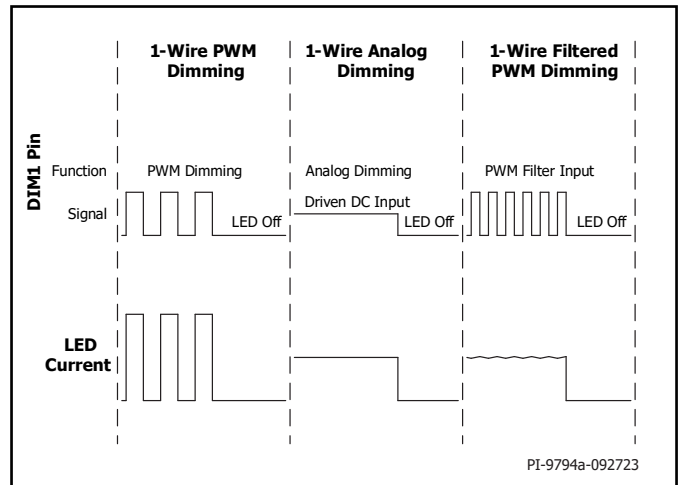 1-Wire PWM
Dimming
1-Wire Analog
Dimming
1-Wire Filtered
PWM Dimming
DIM1 Pin
Function
PWM Dimming
Analog Dimming
PWM Filter Input
Signal
LED Off
Driven DC Input
LED Off
LED Off
LED
Current
PI-9794a-092723